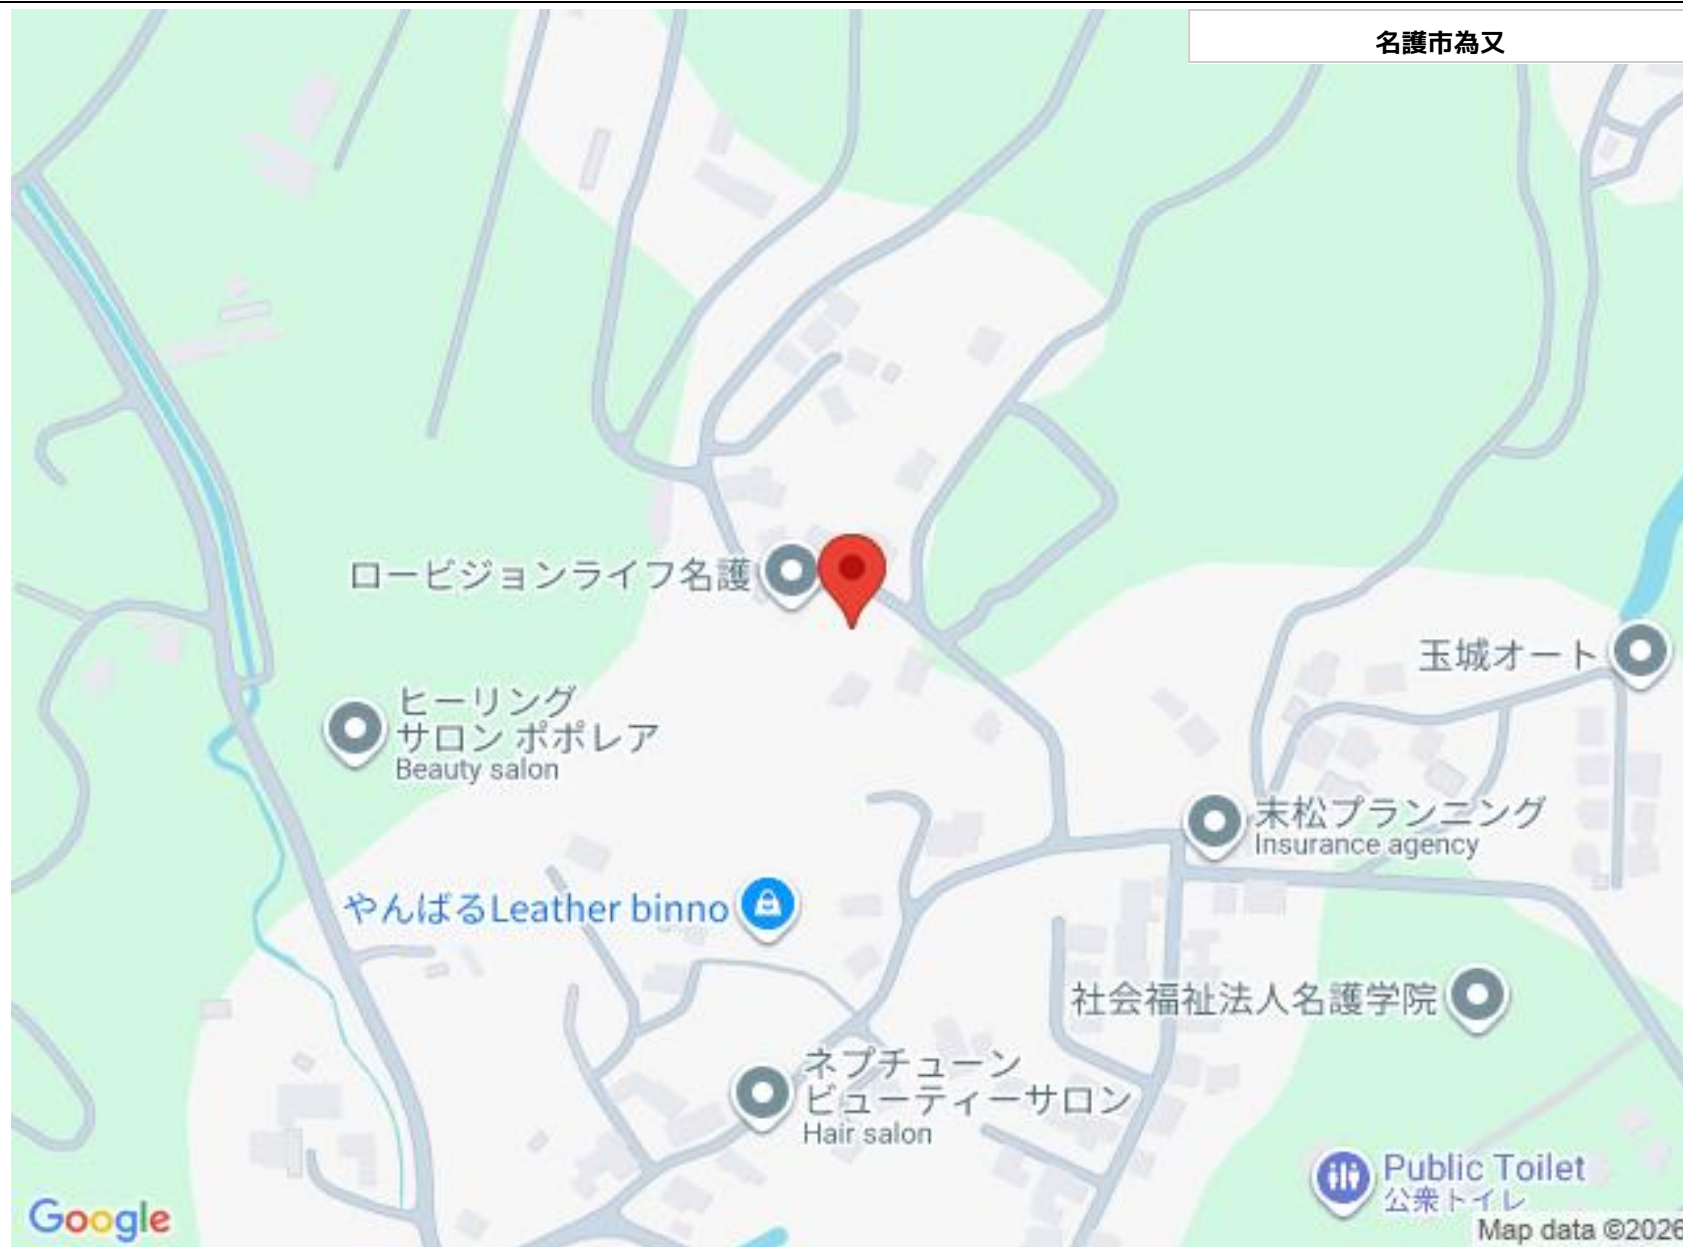 名護市為又
ロービジョンライフ名護
玉城オート
ヒーリング
サロン ポポレア
Beauty salon
末松プランニング
Insurance agency
やんばるLeather binno
社会福祉法人名護学院
ネプチューン
ビューティーサロン
Hair salon
Public Toilet
公衆トイレ
Google
Map data ©2026